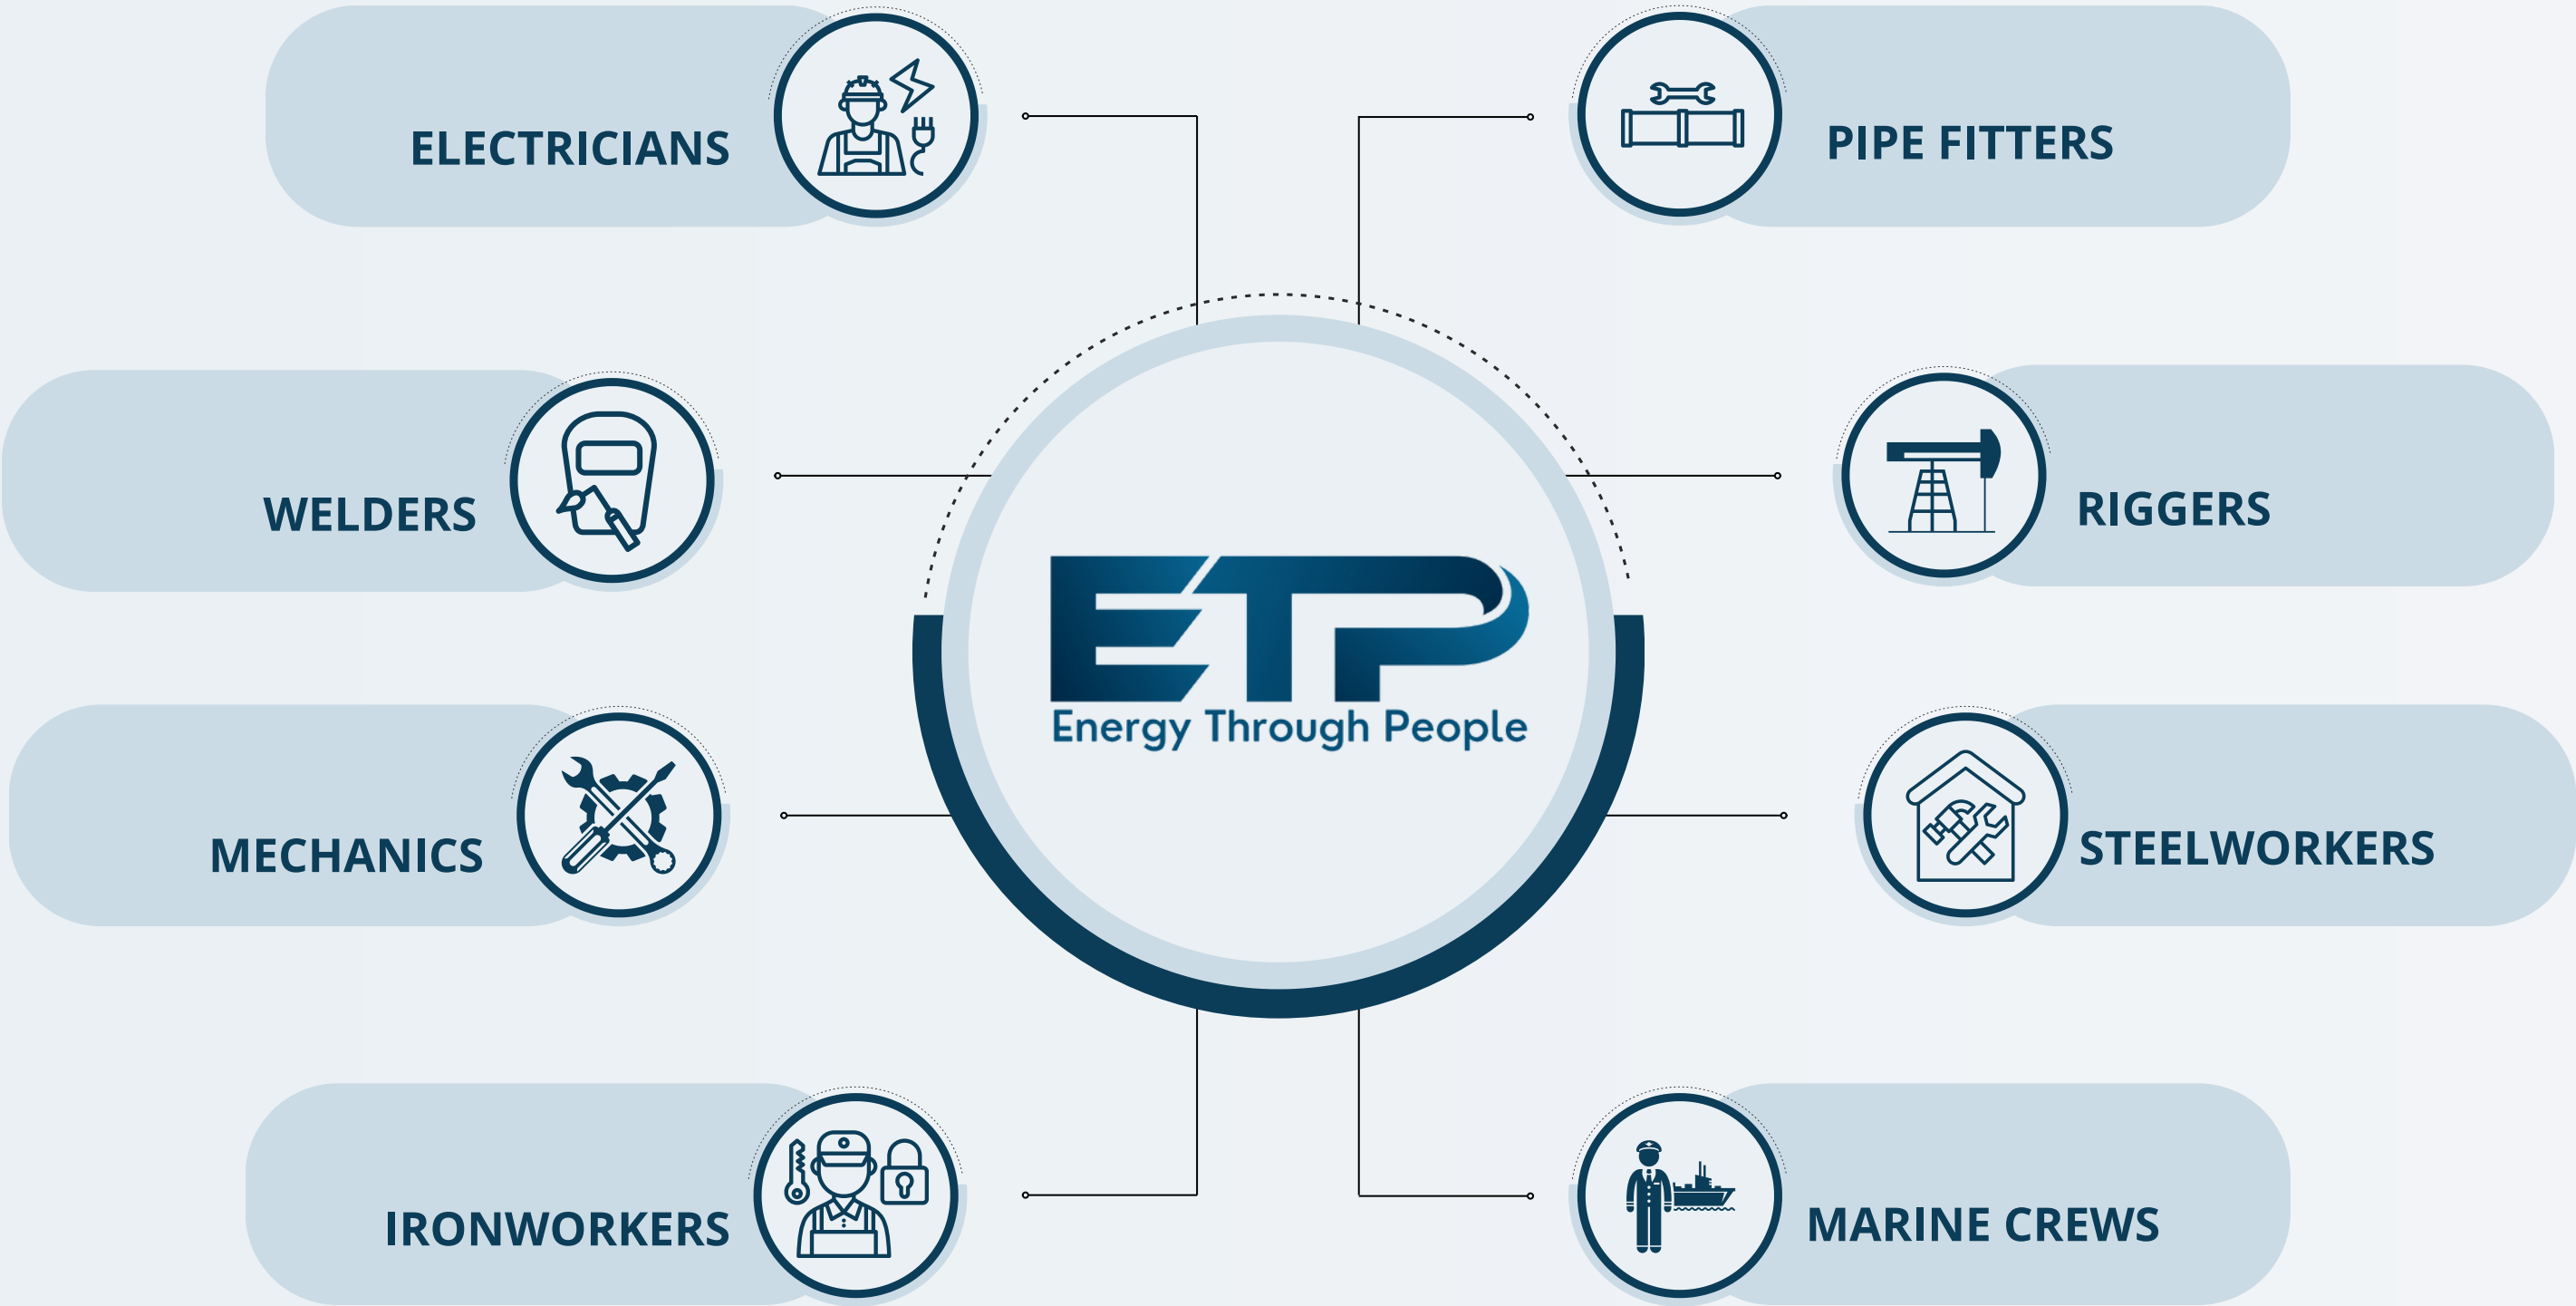 ELECTRICIANS
PIPE FITTERS
WELDERS
RIGGERS
ETP
Energy Through People
MECHANICS
STEELWORKERS
IRONWORKERS
MARINE CREWS